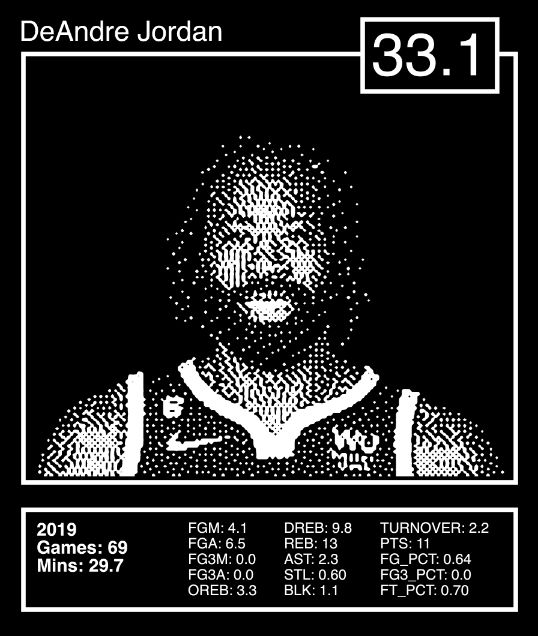 DeAndre Jordan
33.1
6
2019
Games: 69
Mins: 29.7
FGM: 4.1
FGA: 6.5
FG3M: 0.0
FG3A: 0.0
OREB: 3.3
DREB: 9.8
REB: 13
AST: 2.3
STL: 0.60
BLK: 1.1
TURNOVER: 2.2
PTS: 11
FG_PCT: 0.64
FG3_PCT: 0.0
FT_PCT: 0.70